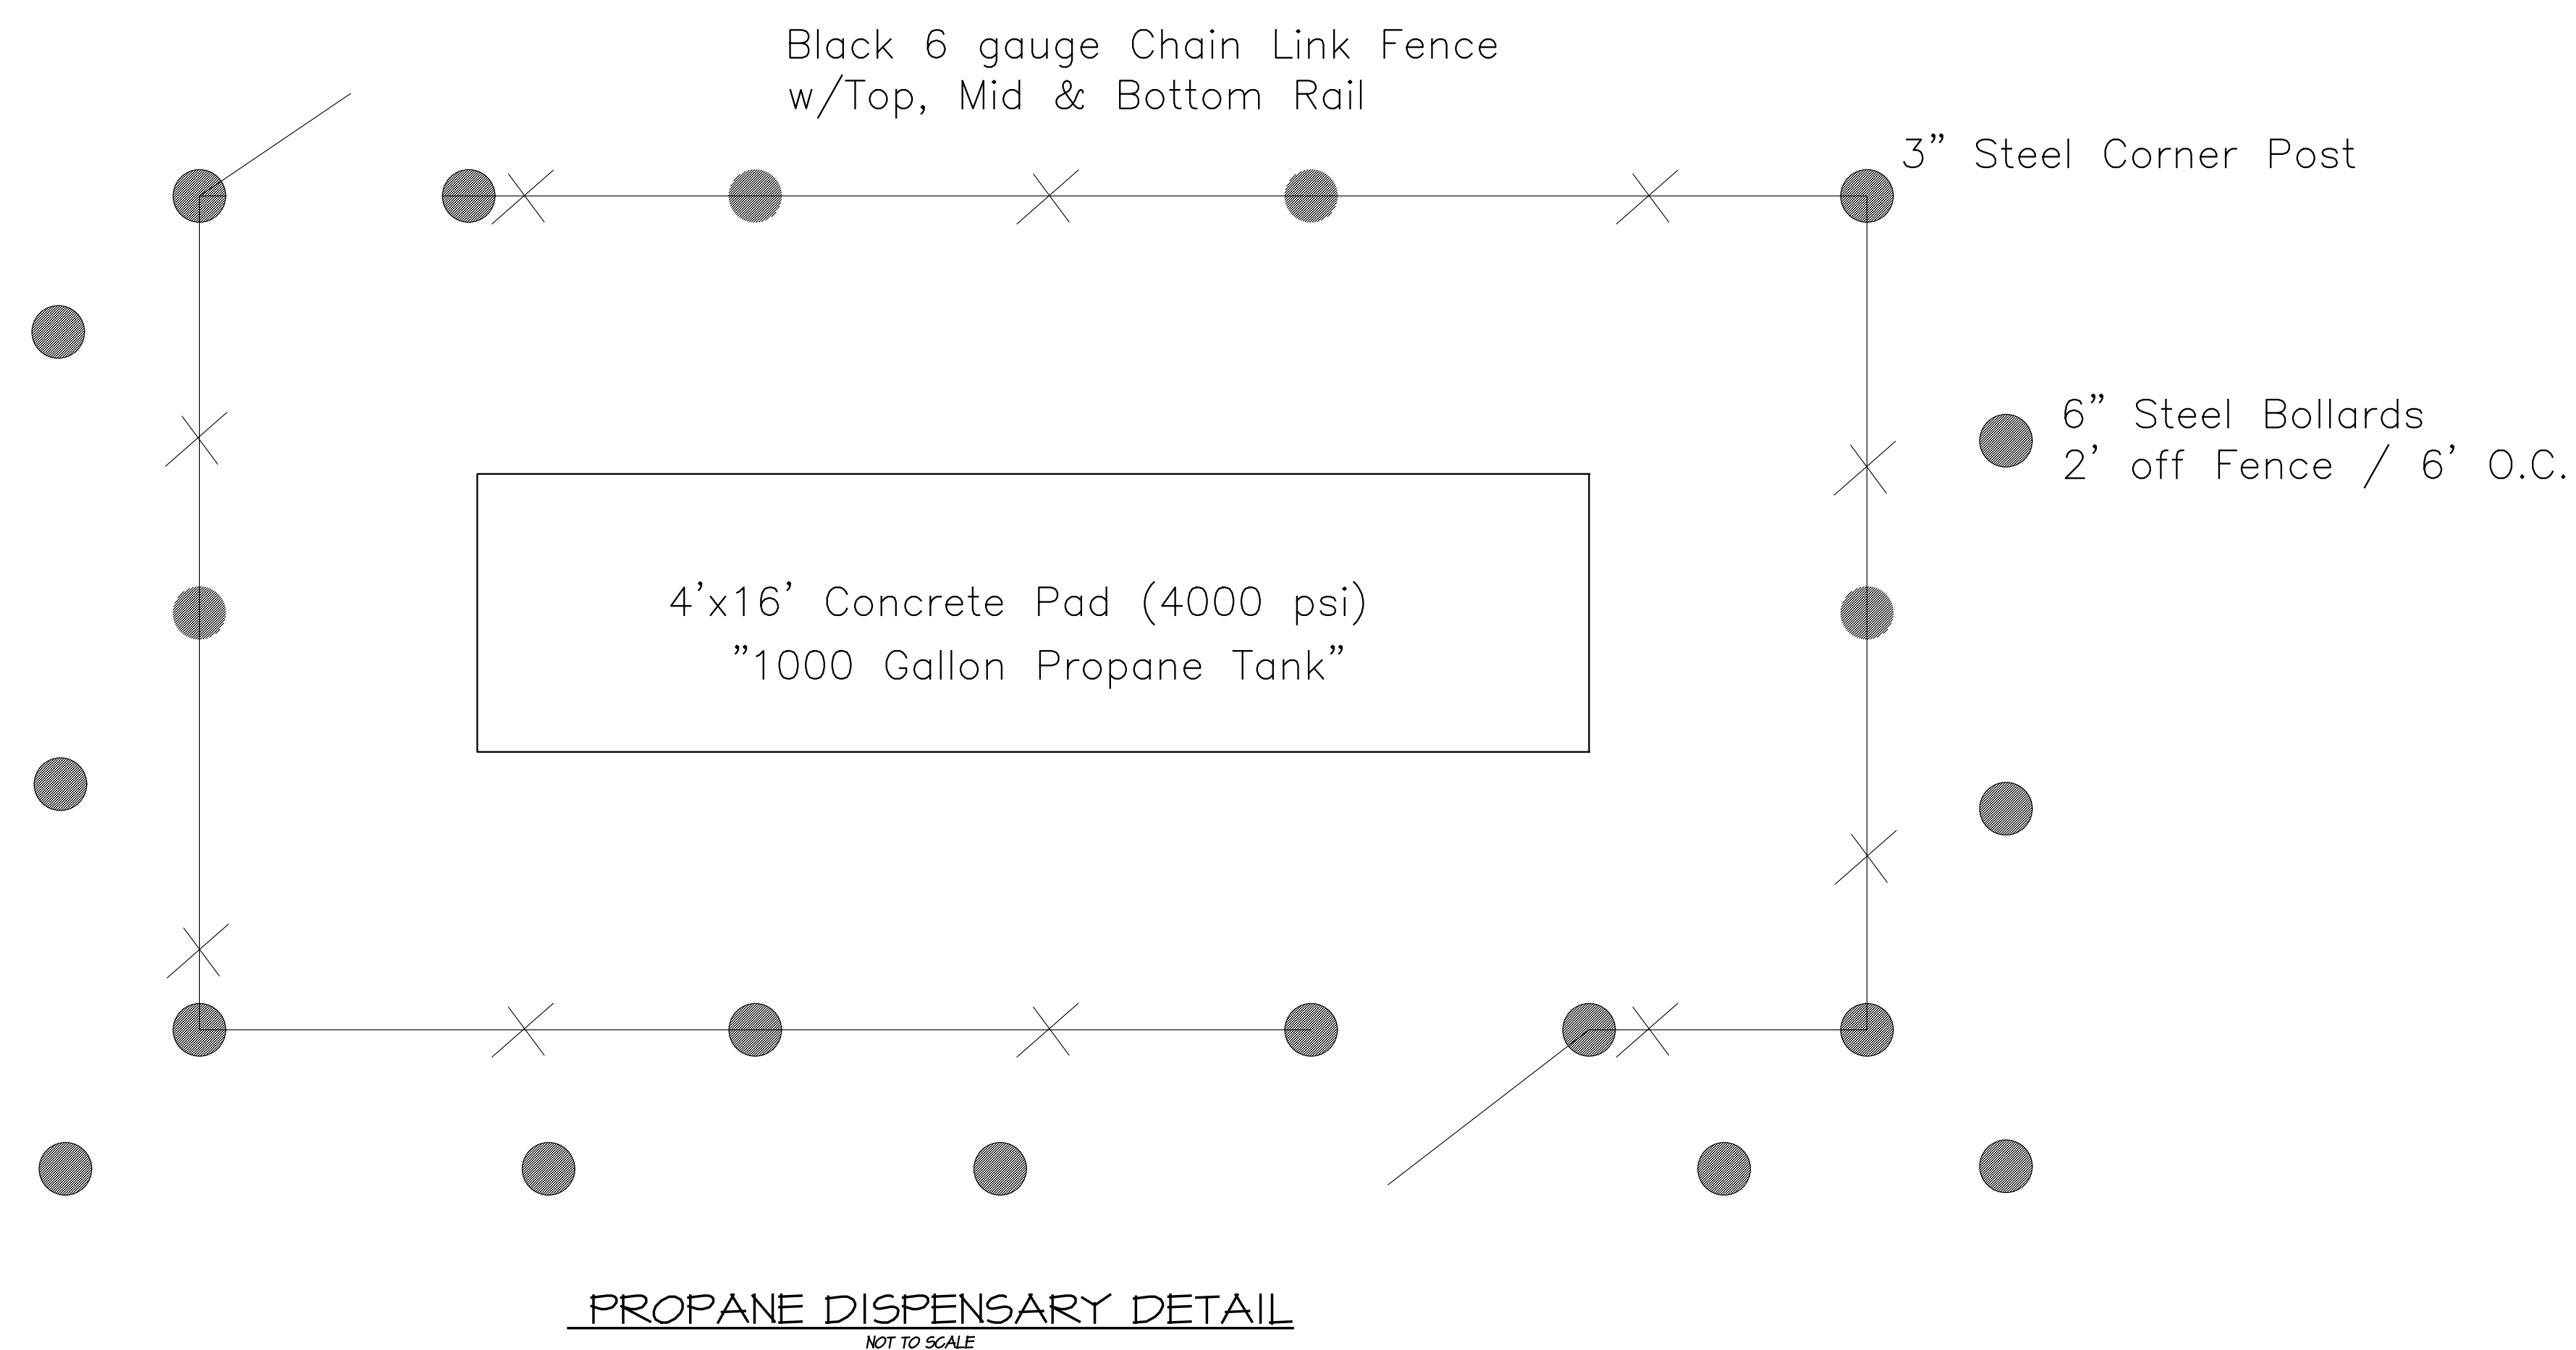 Black 6 gauge Chain Link Fence
w/Top, Mid & Bottom Rail
3" Steel Corner Post
6" Steel Bollards
2' off Fence / 6' O.C.
4'x16' Concrete Pad (4000 psi)
"1000 Gallon Propane Tank"
PROPANE DISPENSARY DETAIL
NOT TO SCALE